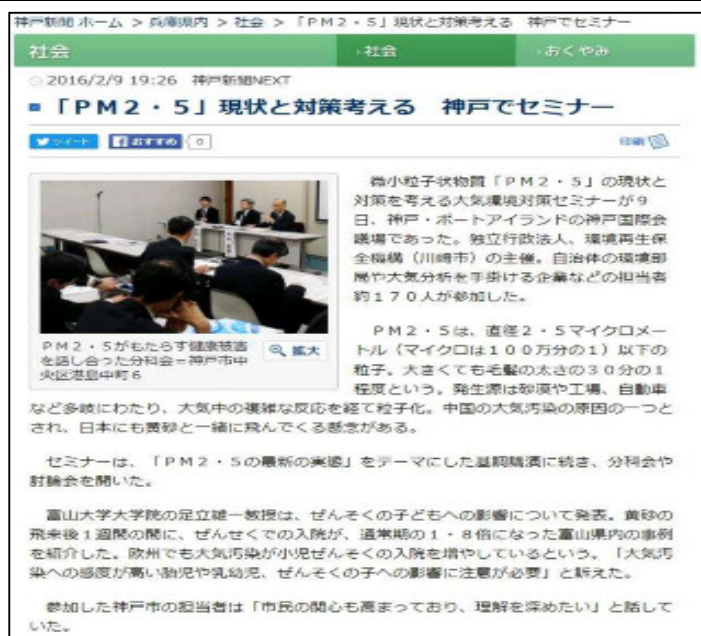 神戸新聞 ホーム > 兵庫県内 > 社会 > 「PM2・5」現状と対策考える 神戸でセミナー
社会
社会
おくやみ
2016/2/9 19:26 神戸新聞NEXT
「PM2・5」現状と対策考える 神戸でセミナー
ツイート
おすすめ
0
印刷
PM2・5がもたらす健康被害
を話し合った分科会＝神戸市中
央区港島中町6
拡大
微小粒子状物質「PM2・5」の現状と
対策を考える大気環境対策セミナーが9
日、神戸・ポートアイランドの神戸国際会
議場であった。独立行政法人、環境再生保
全機構（川崎市）の主催。自治体の環境部
局や大気分析を手掛ける企業などの担当者
約170人が参加した。
PM2・5は、直径2・5マイクロメー
トル（マイクロは100万分の1）以下の
粒子。大きくても毛髪の太さの30分の1
程度という。発生源は砂漠や工場、自動車
など多岐にわたり、大気中の複雑な反応を経て粒子化。中国の大気汚染の原因の一つと
され、日本にも黄砂と一緒に飛んでくる懸念がある。
セミナーは、「PM2・5の最新の実態」をテーマにした基調講演に続き、分科会や
討論会を開いた。
富山大学大学院の足立雄一教授は、ぜんそくの子どもへの影響について発表。黄砂の
飛来後1週間の間に、ぜんせくでの入院が、通常期の1・8倍になった富山県内の事例
を紹介した。欧州でも大気汚染が小児ぜんそくの入院を増やしているという。「大気汚
染への感度が高い胎児や乳幼児、ぜんそくの子への影響に注意が必要」と訴えた。
参加した神戸市の担当者は「市民の関心も高まっており、理解を深めたい」と話して
いた。